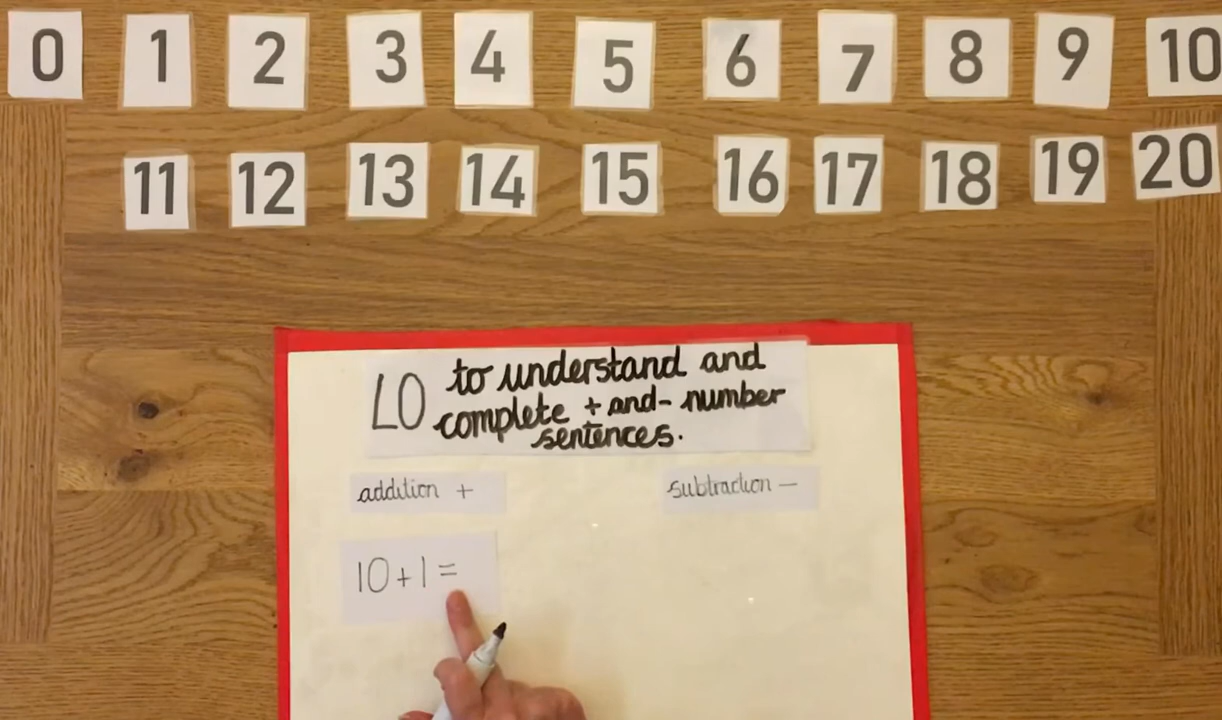 0 1 2 3 4 5 6 7 8 9 10
11 12 13 14 15 16 17 18 19 20
LO to understand and
complete + and - number
sentences.
addition +
subtraction —
10 + 1 =